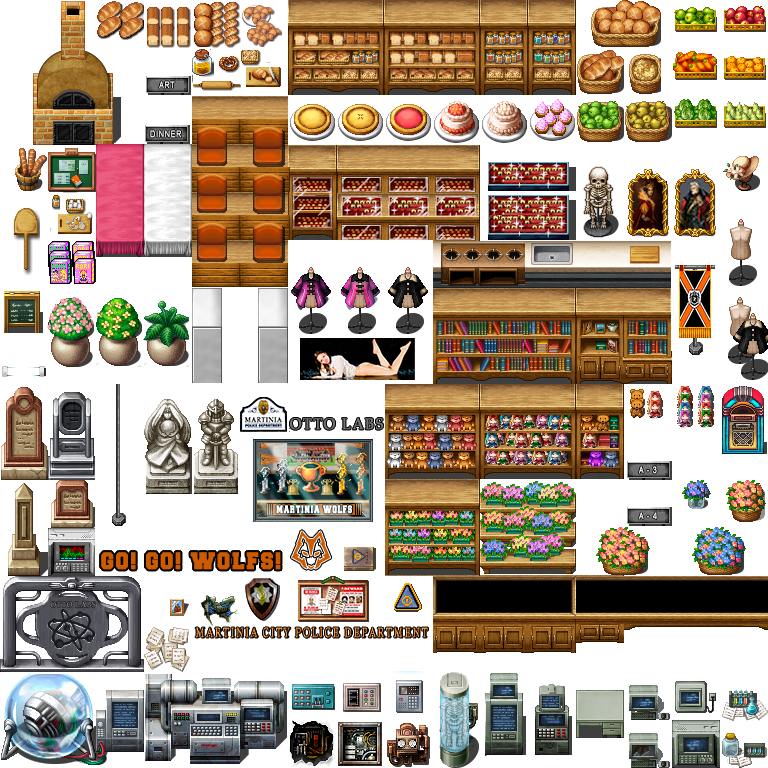 ART
DINNER
MARTINIA
POLICE DEPARTMENT
OTTO LABS
MARTINIA WOLFS
A - 3
A - 4
GO! GO! WOLFS!
OTTO LABS
MARTINIA CITY POLICE DEPARTMENT